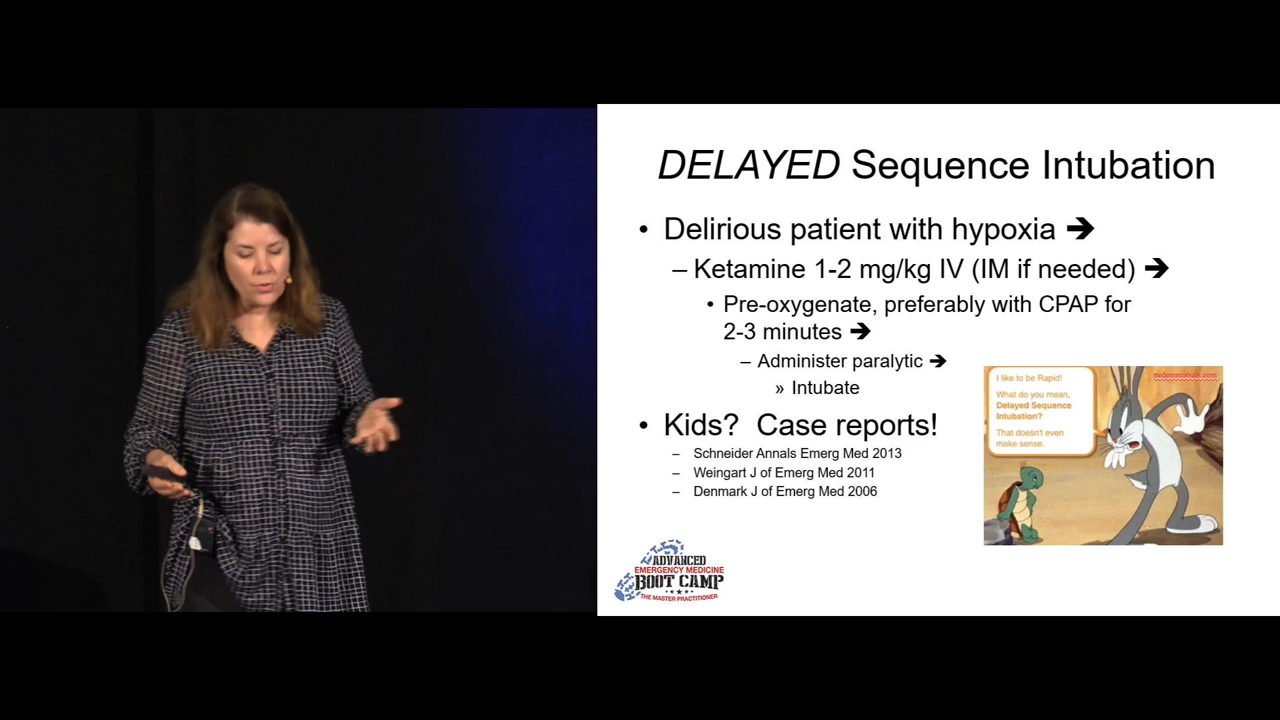 DELAYED Sequence Intubation
• Delirious patient with hypoxia ➔
– Ketamine 1-2 mg/kg IV (IM if needed) ➔
• Pre-oxygenate, preferably with CPAP for
2-3 minutes ➔
– Administer paralytic ➔
» Intubate
• Kids?  Case reports!
– Schneider Annals Emerg Med 2013
– Weingart J of Emerg Med 2011
– Denmark J of Emerg Med 2006
I like to be Rapid!
What do you mean,
Delayed Sequence
Intubation?
That doesn't even
make sense.
ADVANCED
EMERGENCY MEDICINE
BOOT CAMP
THE MASTER PRACTITIONER